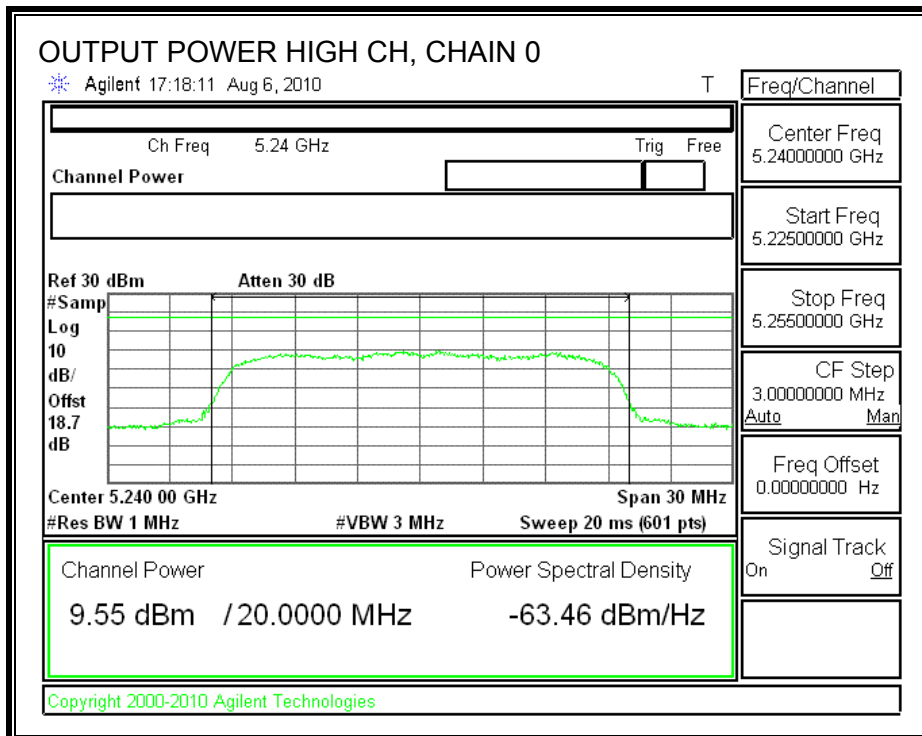 OUTPUT POWER HIGH CH, CHAIN 0
Agilent 17:18:11 Aug 6, 2010 T
Ch Freq 5.24 GHz Trig Free
Channel Power
Ref 30 dBm Atten 30 dB
#Samp
Log
10
dB/
Offst
18.7
dB
Center 5.240 00 GHz Span 30 MHz
#Res BW 1 MHz #VBW 3 MHz Sweep 20 ms (601 pts)
Channel Power Power Spectral Density
9.55 dBm / 20.0000 MHz -63.46 dBm/Hz
Copyright 2000-2010 Agilent Technologies
Freq/Channel
Center Freq
5.24000000 GHz
Start Freq
5.22500000 GHz
Stop Freq
5.25500000 GHz
CF Step
3.00000000 MHz
Auto Man
Freq Offset
0.00000000 Hz
Signal Track
On Off